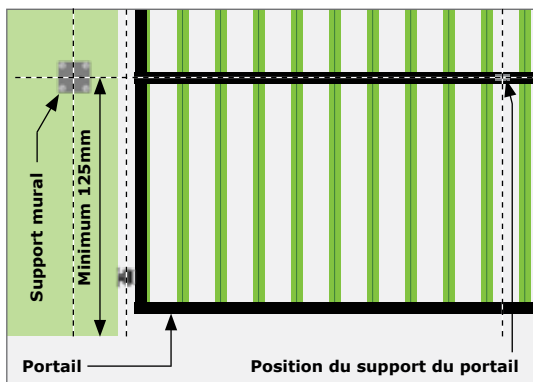 Support mural
Minimum 125mm
Portail
Position du support du portail